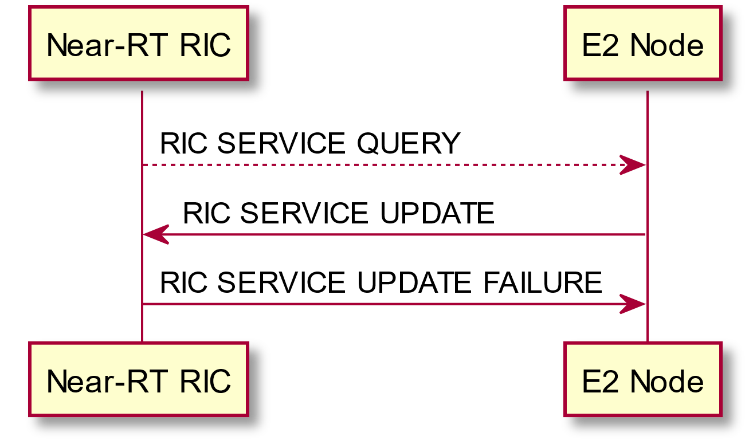 Near-RT RIC
E2 Node
RIC SERVICE QUERY
RIC SERVICE UPDATE
RIC SERVICE UPDATE FAILURE
Near-RT RIC
E2 Node